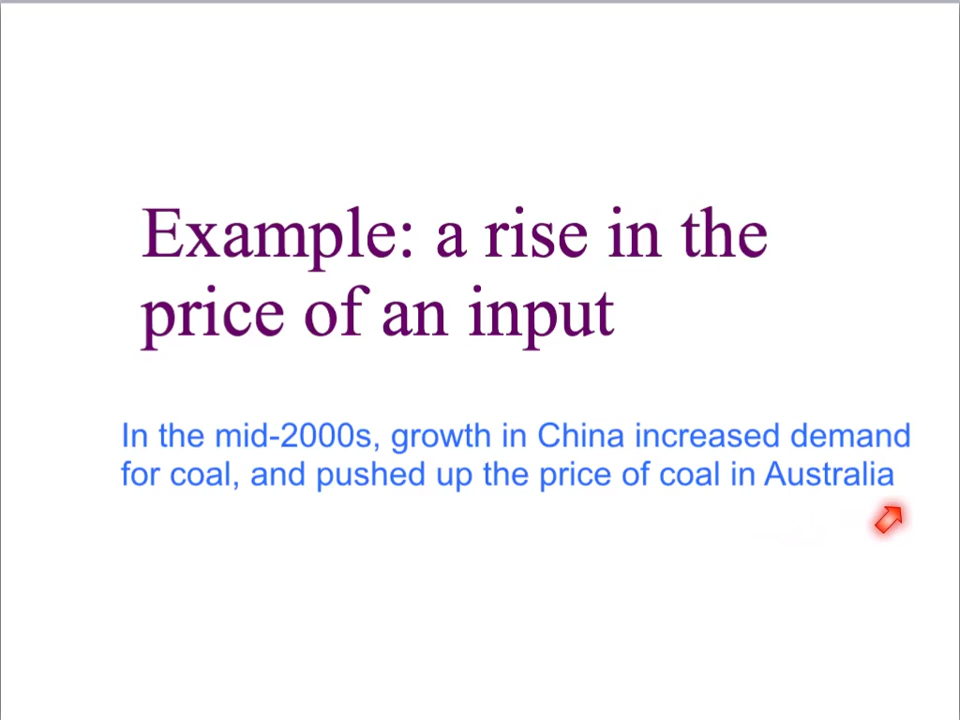 Example: a rise in the
price of an input
In the mid-2000s, growth in China increased demand
for coal, and pushed up the price of coal in Australia